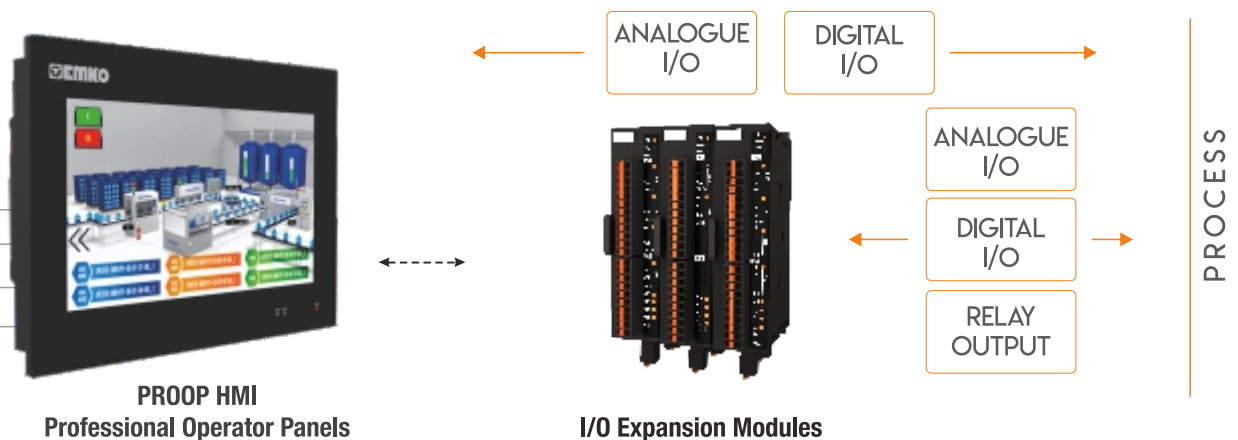 EMKO
ANALOGUE
I/O
DIGITAL
I/O
ANALOGUE
I/O
DIGITAL
I/O
RELAY
OUTPUT
PROCESS
PROOP HMI
Professional Operator Panels
I/O Expansion Modules